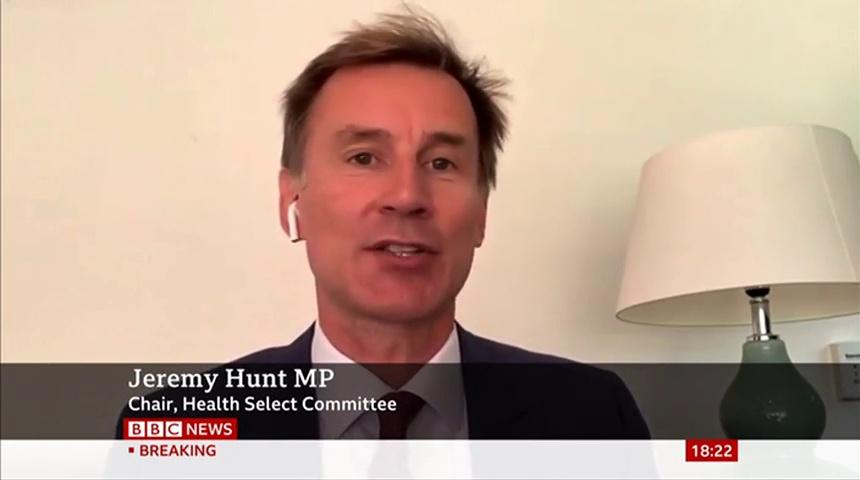 Jeremy Hunt MP
Chair, Health Select Committee
BBC NEWS
BREAKING
18:22